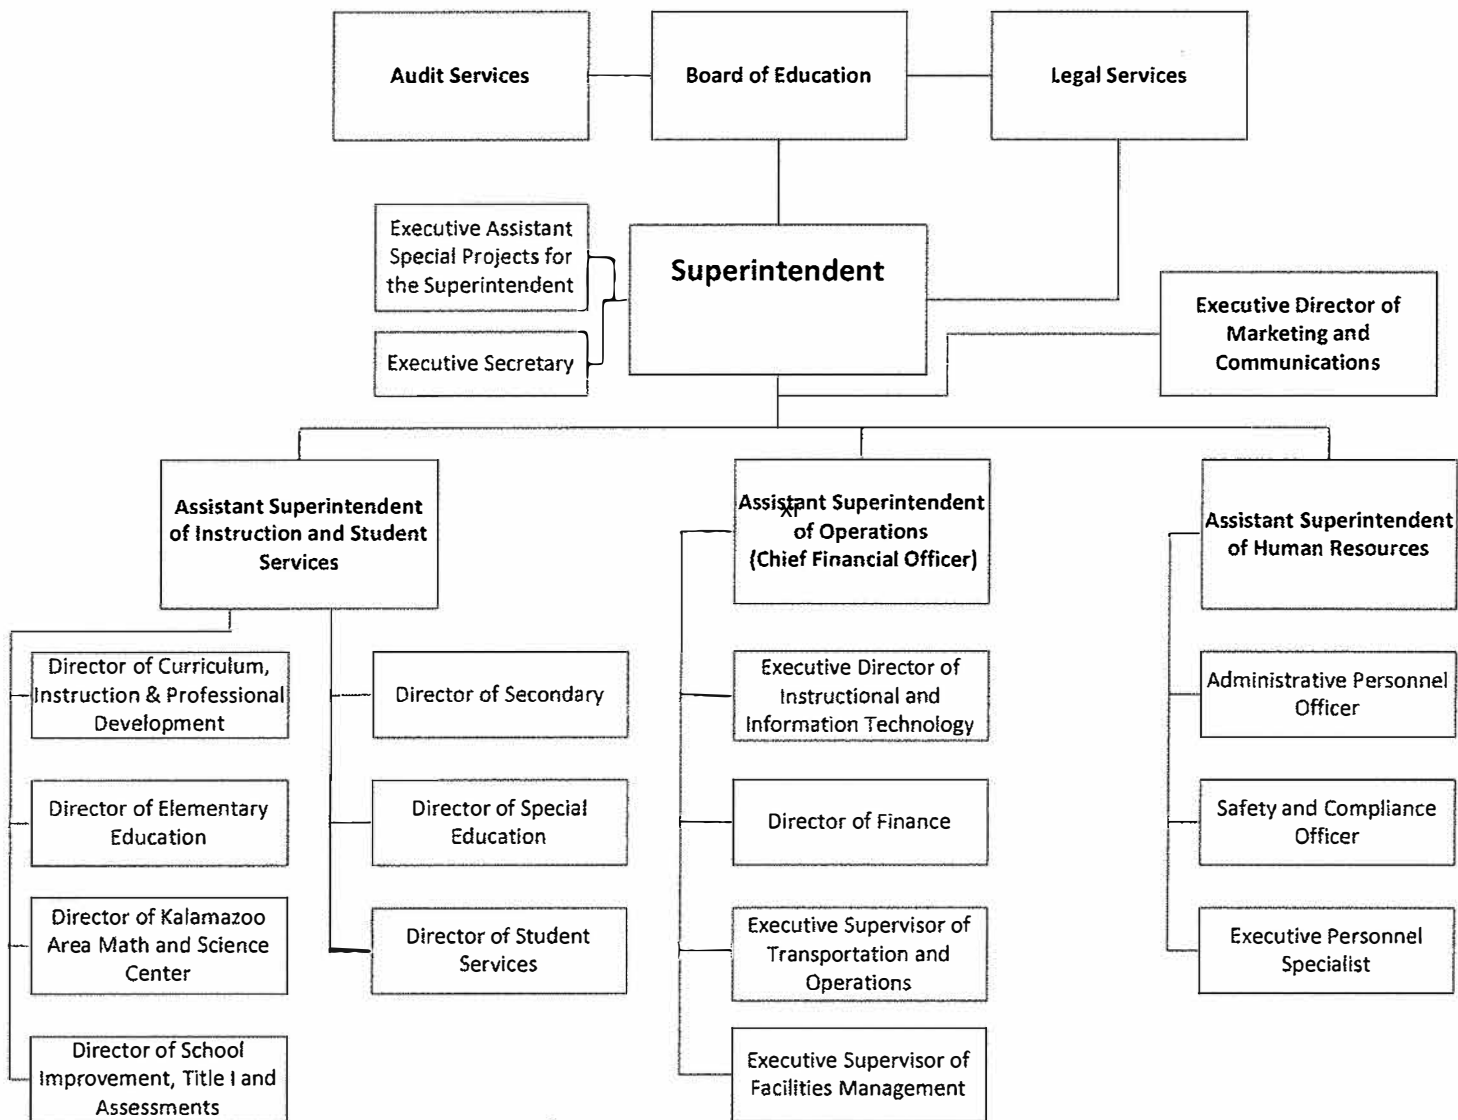 Audit Services
Board of Education
Legal Services
Executive Assistant
Special Projects for
the Superintendent
Superintendent
Executive Secretary
Executive Director of
Marketing and
Communications
Assistant Superintendent
of Instruction and Student
Services
Assistant Superintendent
xr
of Operations
(Chief Financial Officer)
Assistant Superintendent
of Human Resources
Director of Curriculum,
Instruction & Professional
Development
Director of Secondary
Executive Director of
Instructional and
Information Technology
Administrative Personnel
Officer
Director of Elementary
Education
Director of Special
Education
Director of Finance
Safety and Compliance
Officer
Director of Kalamazoo
Area Math and Science
Center
Director of Student
Services
Executive Supervisor of
Transportation and
Operations
Executive Personnel
Specialist
Director of School
Improvement, Title I and
Assessments
Executive Supervisor of
Facilities Management